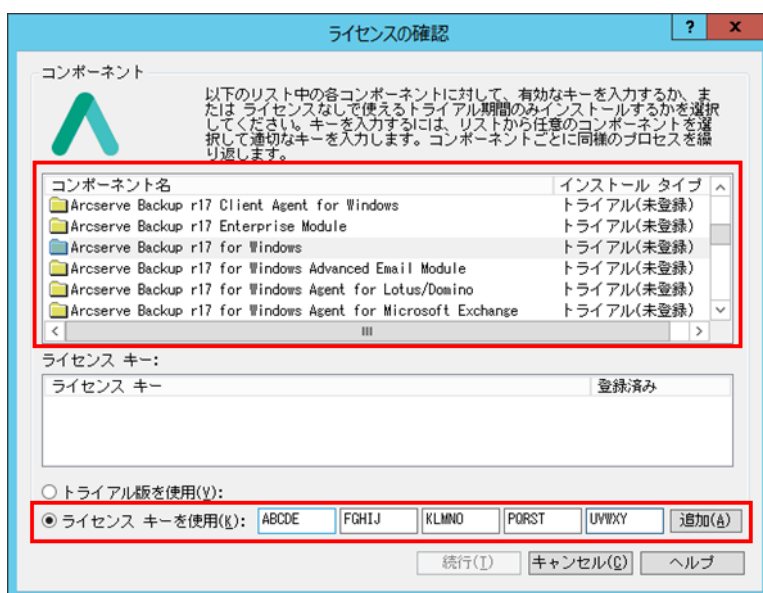 ライセンスの確認
? x
コンポーネント
以下のリスト中の各コンポーネントに対して、有効なキーを入力するか、ま
たは ライセンスなしで使えるトライアル期間のみインストールするかを選択
してください。キーを入力するには、リストから任意のコンポーネントを選
択して適切なキーを入力します。コンポーネントごとに同様のプロセスを繰
り返します。
コンポーネント名 インストール タイプ
Arcserve Backup r17 Client Agent for Windows トライアル(未登録)
Arcserve Backup r17 Enterprise Module トライアル(未登録)
Arcserve Backup r17 for Windows トライアル(未登録)
Arcserve Backup r17 for Windows Advanced Email Module トライアル(未登録)
Arcserve Backup r17 for Windows Agent for Lotus/Domino トライアル(未登録)
Arcserve Backup r17 for Windows Agent for Microsoft Exchange トライアル(未登録)
ライセンス キー:
ライセンス キー 登録済み
トライアル版を使用(V):
ライセンス キーを使用(K): ABCDE FGHIJ KLMNO PQRST UVWXY 追加(A)
続行(T) キャンセル(C) ヘルプ